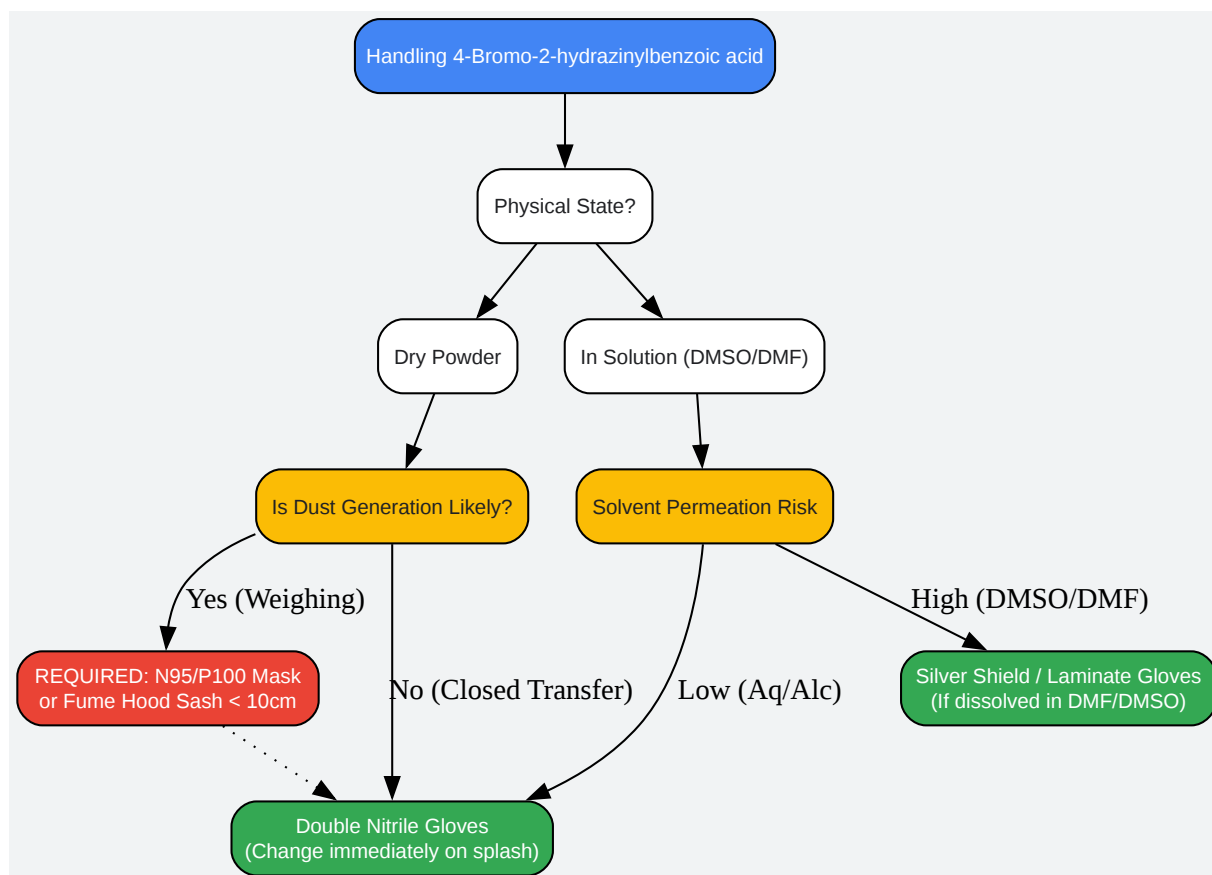 Handling 4-Bromo-2-hydrazinylbenzoic acid
Physical State?
Dry Powder
In Solution (DMSO/DMF)
Is Dust Generation Likely?
Solvent Permeation Risk
Yes (Weighing)
High (DMSO/DMF)
REQUIRED: N95/P100 Mask
or Fume Hood Sash < 10cm
No (Closed Transfer)
Low (Aq/Alc)
Silver Shield / Laminate Gloves
(If dissolved in DMF/DMSO)
Double Nitrile Gloves
(Change immediately on splash)